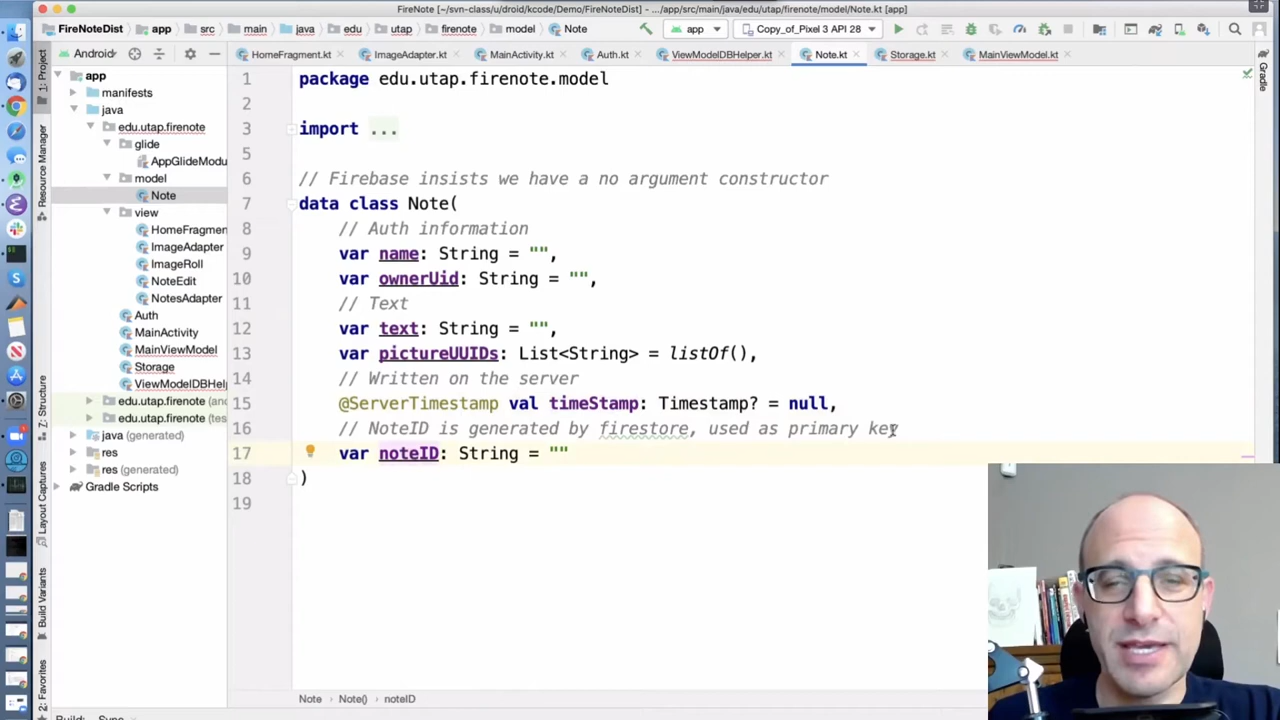 FireNote [~/svn-class/u/droid/kcode/Demo/FireNoteDist] - .../app/src/main/java/edu/utap/firenote/model/Note.kt [app]
FireNoteDist app src main java edu utap firenote model Note app Copy_of_Pixel 3 API 28
Android HomeFragment.kt ImageAdapter.kt MainActivity.kt Auth.kt ViewModelDBHelper.kt Note.kt Storage.kt MainViewModel.kt
1: Project
Resource Manager
7: Structure
Layout Captures
Build Variants
2: Favorites
Gradle
app
manifests
java
edu.utap.firenote
glide
AppGlideModu
model
Note
view
HomeFragmen
ImageAdapter
ImageRoll
NoteEdit
NotesAdapter
Auth
MainActivity
MainViewModel
Storage
ViewModelDBHel
edu.utap.firenote (and
edu.utap.firenote (tes
java (generated)
res
res (generated)
Gradle Scripts
1 package edu.utap.firenote.model
2
3 import ...
5
6 // Firebase insists we have a no argument constructor
7 data class Note(
8 // Auth information
9 var name: String = "",
10 var ownerUid: String = "",
11 // Text
12 var text: String = "",
13 var pictureUUIDs: List<String> = listOf(),
14 // Written on the server
15 @ServerTimestamp val timeStamp: Timestamp? = null,
16 // NoteID is generated by firestore, used as primary key
17 var noteID: String = ""
18 )
19
Note Note() noteID
Build: Sync